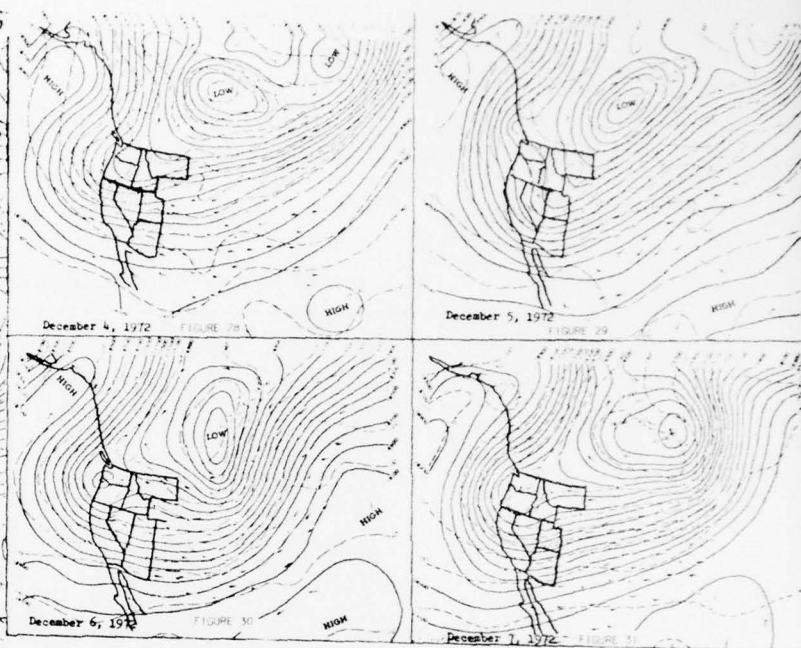 HIGH
LOW
LOW
HIGH
December 4, 1972 FIGURE 28
HIGH
LOW
HIGH
December 5, 1972
FIGURE 29
HIGH
LOW
HIGH
HIGH
December 6, 1972 FIGURE 30
L
December 7, 1972 FIGURE 31